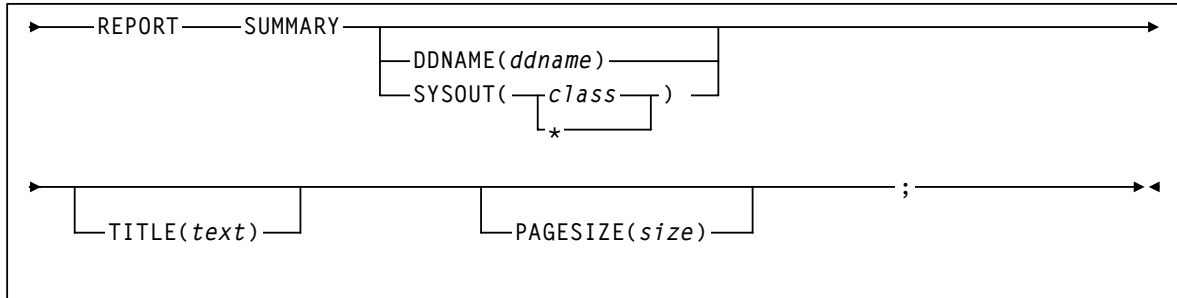 REPORT SUMMARY
DDNAME(ddname)
SYSOUT( class )
*
;
TITLE(text) PAGESIZE(size)